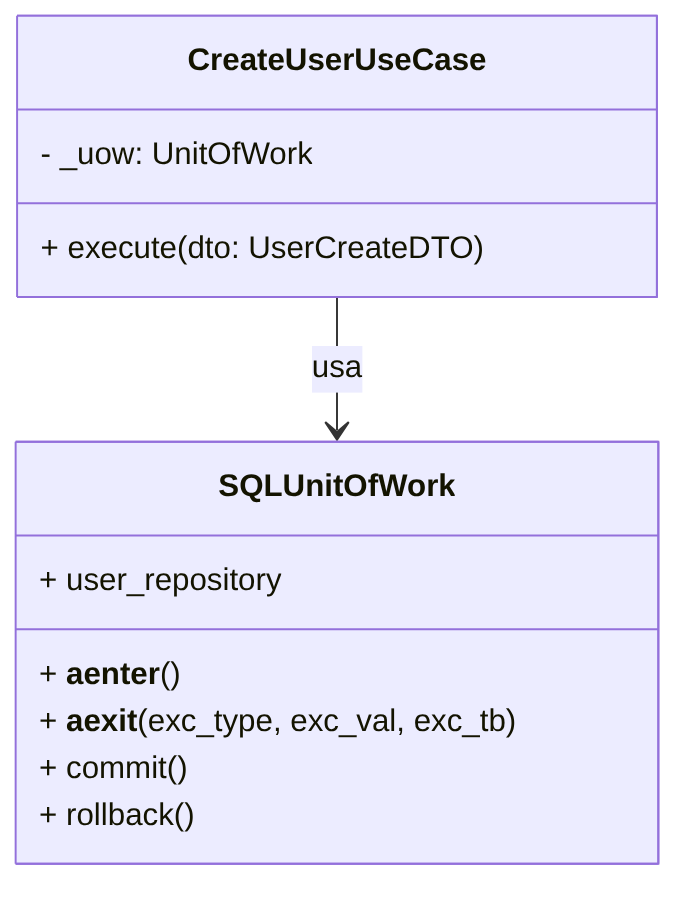 CreateUserUseCase
- _uow: UnitOfWork
+ execute(dto: UserCreateDTO)
usa
SQLUnitOfWork
+ user_repository
+ aenter()
+ aexit(exc_type, exc_val, exc_tb)
+ commit()
+ rollback()